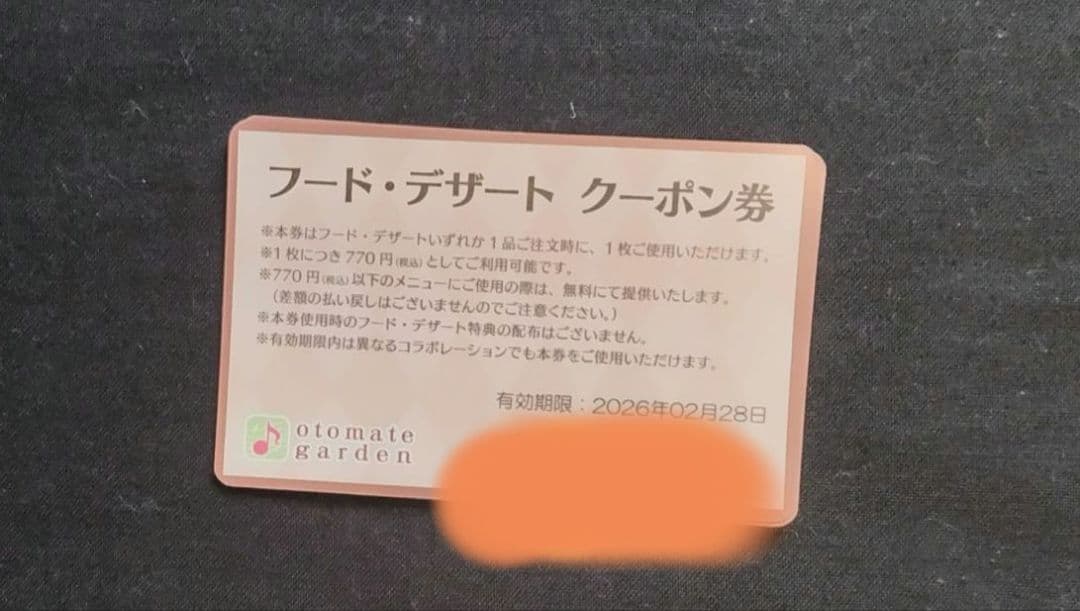 フード・デザート クーポン券
※本券はフード・デザートいずれか1品ご注文時に、1枚ご使用いただけます。
※1枚につき770円(税込)としてご利用可能です。
※770円(税込)以下のメニューにご使用の際は、無料にて提供いたします。
（差額の払い戻しはございませんのでご注意ください。）
※本券使用時のフード・デザート特典の配布はございません。
※有効期限内は異なるコラボレーションでも本券をご使用いただけます。
有効期限：2026年02月28日
otomate
garden